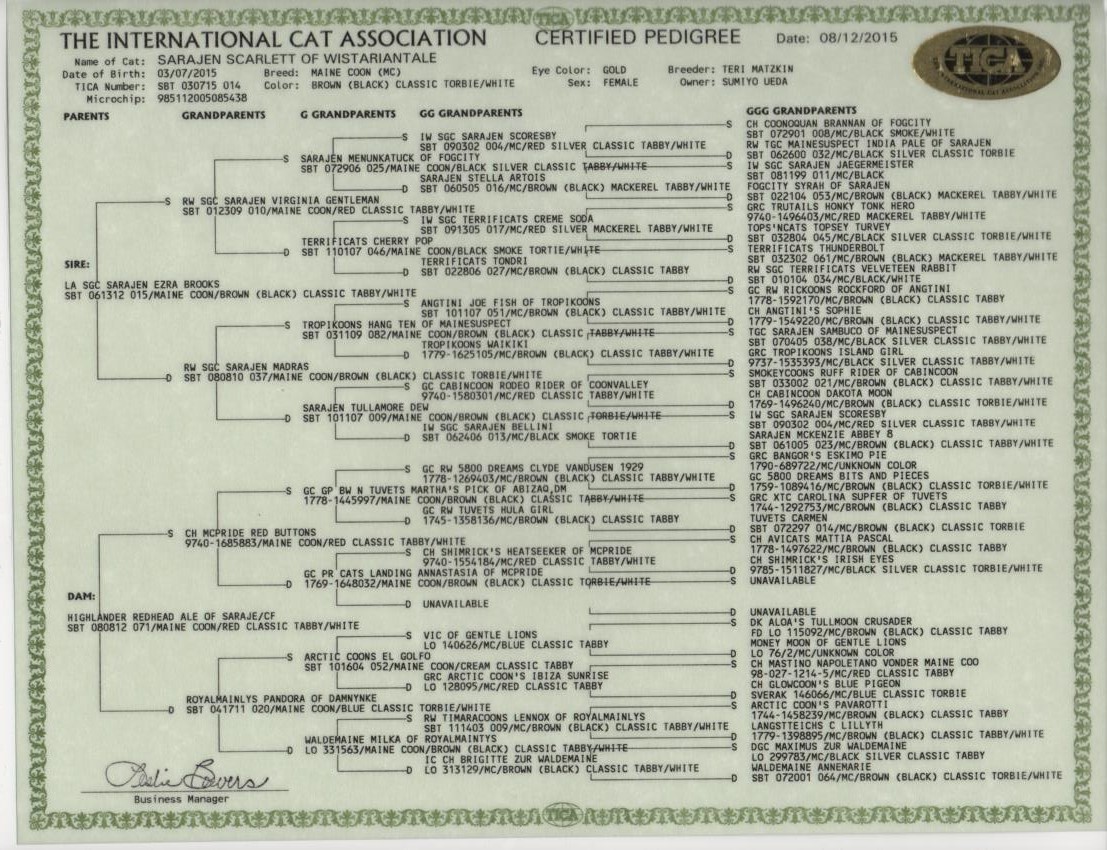 TICA
THE INTERNATIONAL CAT ASSOCIATION CERTIFIED PEDIGREE Date: 08/12/2015
Name of Cat: SARAJEN SCARLETT OF WISTARIANTALE
Date of Birth: 03/07/2015 Breed: MAINE COON (MC) Eye Color: GOLD Breeder: TERI MATZKIN
TICA Number: SBT 030715 014 Color: BROWN (BLACK) CLASSIC TORBIE/WHITE Sex: FEMALE Owner: SUMIYO UEDA
Microchip: 985112005085438
TICA
PARENTS GRANDPARENTS G GRANDPARENTS GG GRANDPARENTS GGG GRANDPARENTS
SIRE:
LA SGC SARAJEN EZRA BROOKS
SBT 061312 015/MAINE COON/BROWN (BLACK) CLASSIC TABBY/WHITE
DAM:
HIGHLANDER REDHEAD ALE OF SARAJE/CF
SBT 080812 071/MAINE COON/RED CLASSIC TABBY/WHITE
S RW SGC SARAJEN VIRGINIA GENTLEMAN
SBT 012309 010/MAINE COON/RED CLASSIC TABBY/WHITE
RW SGC SARAJEN MADRAS
D SBT 080810 037/MAINE COON/BROWN (BLACK) CLASSIC TORBIE/WHITE
S CH MCPRIDE RED BUTTONS
9740-1685883/MAINE COON/RED CLASSIC TABBY/WHITE
ROYALMAINLYS PANDORA OF DAMNYNKE
D SBT 041711 020/MAINE COON/BLUE CLASSIC TORBIE/WHITE
S SARAJEN MENUNKATUCK OF FOGCITY
SBT 072906 025/MAINE COON/BLACK SILVER CLASSIC TABBY/WHITE
TERRIFICATS CHERRY POP
D SBT 110107 046/MAINE COON/BLACK SMOKE TORTIE/WHITE
S TROPIKOONS HANG TEN OF MAINESUSPECT
SBT 031109 082/MAINE COON/BROWN (BLACK) CLASSIC TABBY/WHITE
SARAJEN TULLAMORE DEW
D SBT 101107 009/MAINE COON/BROWN (BLACK) CLASSIC TORBIE/WHITE
S GC GP BW N TUVETS MARTHA'S PICK OF ABIZAQ,DM
1778-1445997/MAINE COON/BROWN (BLACK) CLASSIC TABBY/WHITE
GC PR CATS LANDING ANNASTASIA OF MCPRIDE
D 1769-1648032/MAINE COON/BROWN (BLACK) CLASSIC TORBIE/WHITE
S ARCTIC COONS EL GOLFO
SBT 101604 052/MAINE COON/CREAM CLASSIC TABBY
WALDEMAINE MILKA OF ROYALMAINTYS
D LO 331563/MAINE COON/BROWN (BLACK) CLASSIC TABBY/WHITE
S IW SGC SARAJEN SCORESBY
SBT 090302 004/MC/RED SILVER CLASSIC TABBY/WHITE
SARAJEN STELLA ARTOIS
D SBT 060505 016/MC/BROWN (BLACK) MACKEREL TABBY/WHITE
S IW SGC TERRIFICATS CREME SODA
SBT 091305 017/MC/RED SILVER MACKEREL TABBY/WHITE
TERRIFICATS TONDRI
D SBT 022806 027/MC/BROWN (BLACK) CLASSIC TABBY
S ANGTINI JOE FISH OF TROPIKOONS
SBT 101107 051/MC/BROWN (BLACK) CLASSIC TABBY/WHITE
TROPIKOONS WAIKIKI
D 1779-1625105/MC/BROWN (BLACK) CLASSIC TABBY/WHITE
S GC CABINCOON RODEO RIDER OF COONVALLEY
9740-1580301/MC/RED CLASSIC TABBY/WHITE
IW SGC SARAJEN BELLINI
D SBT 062406 013/MC/BLACK SMOKE TORTIE
S GC RW 5800 DREAMS CLYDE VANDUSEN 1929
1778-1269403/MC/BROWN (BLACK) CLASSIC TABBY/WHITE
GC RW TUVETS HULA GIRL
D 1745-1358136/MC/BROWN (BLACK) CLASSIC TABBY
S CH SHIMRICK'S HEATSEEKER OF MCPRIDE
9740-1554184/MC/RED CLASSIC TABBY/WHITE
D UNAVAILABLE
S VIC OF GENTLE LIONS
LO 140626/MC/BLUE CLASSIC TABBY
GRC ARCTIC COON'S IBIZA SUNRISE
D LO 128095/MC/RED CLASSIC TABBY
S RW TIMARACOONS LENNOX OF ROYALMAINLYS
SBT 111403 009/MC/BROWN (BLACK) CLASSIC TABBY/WHITE
IC CH BRIGITTE ZUR WALDEMAINE
D LO 313129/MC/BROWN (BLACK) CLASSIC TABBY/WHITE
S CH COONOQUAN BRANNAN OF FOGCITY
SBT 072901 008/MC/BLACK SMOKE/WHITE
RW TGC MAINESUSPECT INDIA PALE OF SARAJEN
D SBT 062600 032/MC/BLACK SILVER CLASSIC TORBIE
S IW SGC SARAJEN JAEGERMEISTER
SBT 081199 011/MC/BLACK
FOGCITY SYRAH OF SARAJEN
D SBT 022104 053/MC/BROWN (BLACK) MACKEREL TABBY/WHITE
S GRC TRUTAILS HONKY TONK HERO
9740-1496403/MC/RED MACKEREL TABBY/WHITE
TOPS'NCATS TOPSEY TURVEY
D SBT 032804 045/MC/BLACK SILVER CLASSIC TORBIE/WHITE
S TERRIFICATS THUNDERBOLT
SBT 032302 061/MC/BROWN (BLACK) MACKEREL TABBY/WHITE
RW SGC TERRIFICATS VELVETEEN RABBIT
D SBT 010104 034/MC/BLACK/WHITE
S GC RW RICKOONS ROCKFORD OF ANGTINI
1778-1592170/MC/BROWN (BLACK) CLASSIC TABBY
CH ANGTINI'S SOPHIE
D 1779-1549220/MC/BROWN (BLACK) CLASSIC TABBY/WHITE
S TGC SARAJEN SAMBUCO OF MAINESUSPECT
SBT 070405 038/MC/BLACK SILVER CLASSIC TABBY/WHITE
GRC TROPIKOONS ISLAND GIRL
D 9737-1535393/MC/BLACK SILVER CLASSIC TABBY/WHITE
S SMOKEYCOONS RUFF RIDER OF CABINCOON
SBT 033002 021/MC/BROWN (BLACK) CLASSIC TABBY/WHITE
CH CABINCOON DAKOTA MOON
D 1769-1496240/MC/BROWN (BLACK) CLASSIC TORBIE/WHITE
S IW SGC SARAJEN SCORESBY
SBT 090302 004/MC/RED SILVER CLASSIC TABBY/WHITE
SARAJEN MCKENZIE ABBEY 8
D SBT 061005 023/MC/BROWN (BLACK) CLASSIC TABBY/WHITE
S GRC BANGOR'S ESKIMO PIE
1790-689722/MC/UNKNOWN COLOR
GC 5800 DREAMS BITS AND PIECES
D 1759-1089416/MC/BROWN (BLACK) CLASSIC TORBIE/WHITE
S GRC XTC CAROLINA SUPFER OF TUVETS
1744-1292753/MC/BROWN (BLACK) CLASSIC TABBY/WHITE
TUVETS CARMEN
D SBT 072297 014/MC/BROWN (BLACK) CLASSIC TORBIE
S CH AVICATS MATTIA PASCAL
1778-1497622/MC/BROWN (BLACK) CLASSIC TABBY/WHITE
CH SHIMRICK'S IRISH EYES
D 9785-1511827/MC/BLACK SILVER CLASSIC TORBIE/WHITE
S UNAVAILABLE
D UNAVAILABLE
S DK ALOA'S TULLMOON CRUSADER
FD LO 115092/MC/BROWN (BLACK) CLASSIC TABBY
MONEY MOON OF GENTLE LIONS
D LO 76/2/MC/UNKNOWN COLOR
S CH MASTINO NAPOLETANO VONDER MAINE COO
98-027-1214-5/MC/RED CLASSIC TABBY
CH GLOWCOON'S BLUE PIGEON
D SVERAK 146066/MC/BLUE CLASSIC TORBIE
S ARCTIC COON'S PAVAROTTI
1744-1458239/MC/BROWN (BLACK) CLASSIC TABBY/WHITE
LANGSTTEICHS C LILLYTH
D 1779-1398895/MC/BROWN (BLACK) CLASSIC TABBY/WHITE
S DGC MAXIMUS ZUR WALDEMAINE
LO 299783/MC/BLACK SILVER CLASSIC TABBY
WALDEMAINE ANNEMARIE
D SBT 072001 064/MC/BROWN (BLACK) CLASSIC TORBIE/WHITE
Leslie Bowers
Business Manager
TICA